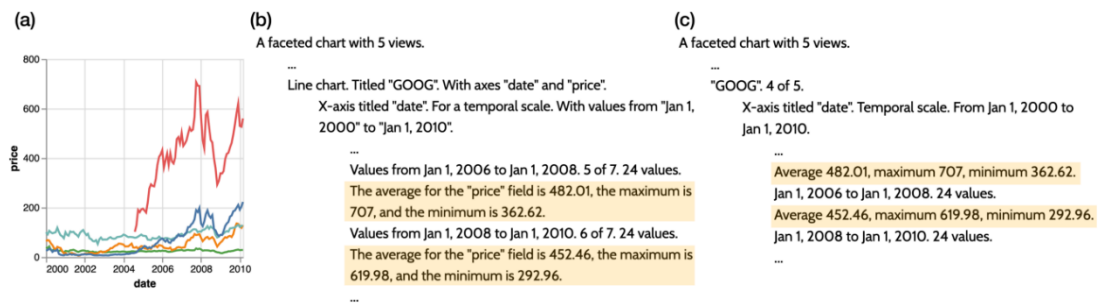 (a)
800
600
400
200
0
price
2000 2002 2004 2006 2008 2010
date
(b)
A faceted chart with 5 views.
...
Line chart. Titled "GOOG". With axes "date" and "price".
X-axis titled "date". For a temporal scale. With values from "Jan 1,
2000" to "Jan 1, 2010".
...
Values from Jan 1, 2006 to Jan 1, 2008. 5 of 7. 24 values.
The average for the "price" field is 482.01, the maximum is
707, and the minimum is 362.62.
Values from Jan 1, 2008 to Jan 1, 2010. 6 of 7. 24 values.
The average for the "price" field is 452.46, the maximum is
619.98, and the minimum is 292.96.
...
(c)
A faceted chart with 5 views.
...
"GOOG". 4 of 5.
X-axis titled "date". Temporal scale. From Jan 1, 2000 to
Jan 1, 2010.
...
Average 482.01, maximum 707, minimum 362.62.
Jan 1, 2006 to Jan 1, 2008. 24 values.
Average 452.46, maximum 619.98, minimum 292.96.
Jan 1, 2008 to Jan 1, 2010. 24 values.
...